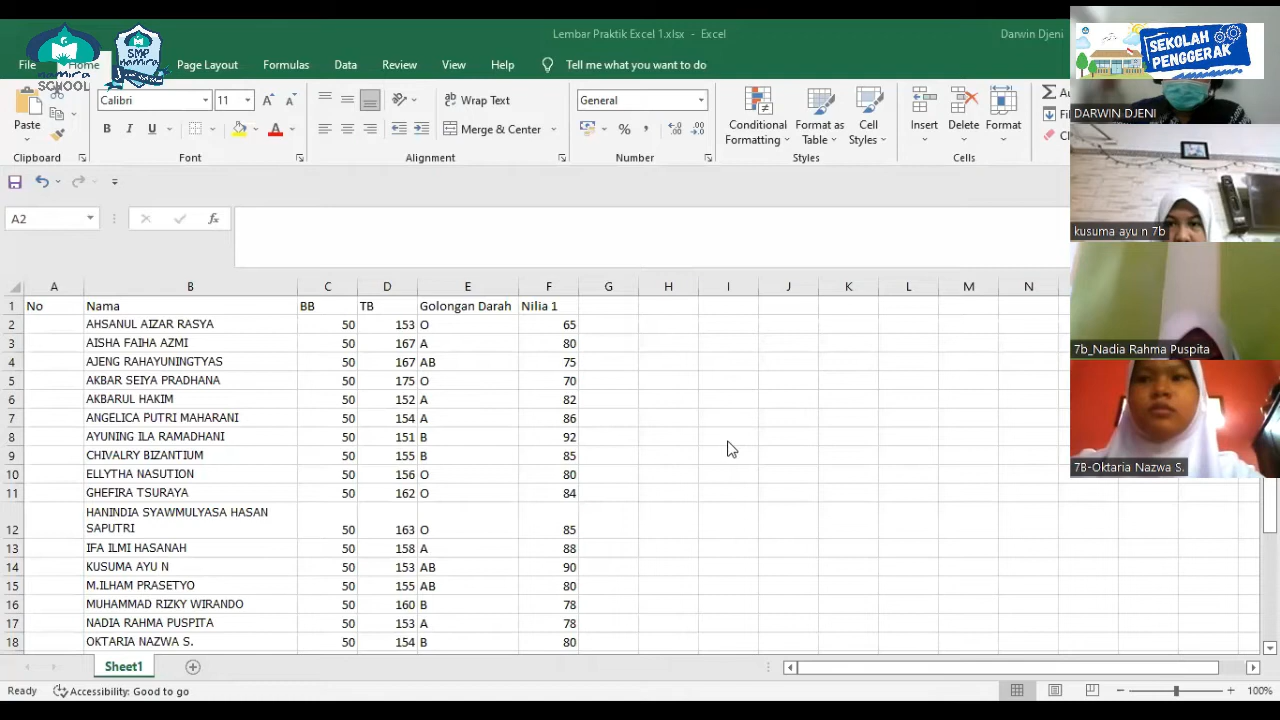 Lembar Praktik Excel 1.xlsx - Excel Darwin Djeni
SCHOOL
SMP
SEKOLAH
PENGGERAK
File Home Page Layout Formulas Data Review View Help Tell me what you want to do
Calibri 11 Wrap Text General
Paste B I U A Merge & Center % , Conditional Formatting Format as Table Cell Styles Insert Delete Format
Clipboard Font Alignment Number Styles Cells
A2 fx
A B C D E F G H I J K L M N
1 No Nama BB TB Golongan Darah Nilia 1
2 AHSANUL AIZAR RASYA 50 153 O 65
3 AISHA FAIHA AZMI 50 167 A 80
4 AJENG RAHAYUNINGTYAS 50 167 AB 75
5 AKBAR SEIYA PRADHANA 50 175 O 70
6 AKBARUL HAKIM 50 152 A 82
7 ANGELICA PUTRI MAHARANI 50 154 A 86
8 AYUNING ILA RAMADHANI 50 151 B 92
9 CHIVALRY BIZANTIUM 50 155 B 85
10 ELLYTHA NASUTION 50 156 O 80
11 GHEFIRA TSURAYA 50 162 O 84
HANINDIA SYAWMULYASA HASAN
12 SAPUTRI 50 163 O 85
13 IFA ILMI HASANAH 50 158 A 88
14 KUSUMA AYU N 50 153 AB 90
15 M.ILHAM PRASETYO 50 155 AB 80
16 MUHAMMAD RIZKY WIRANDO 50 160 B 78
17 NADIA RAHMA PUSPITA 50 153 A 78
18 OKTARIA NAZWA S. 50 154 B 80
Sheet1
Ready Accessibility: Good to go 100%
DARWIN DJENI
kusuma ayu n 7b
7b_Nadia Rahma Puspita
7B-Oktaria Nazwa S.